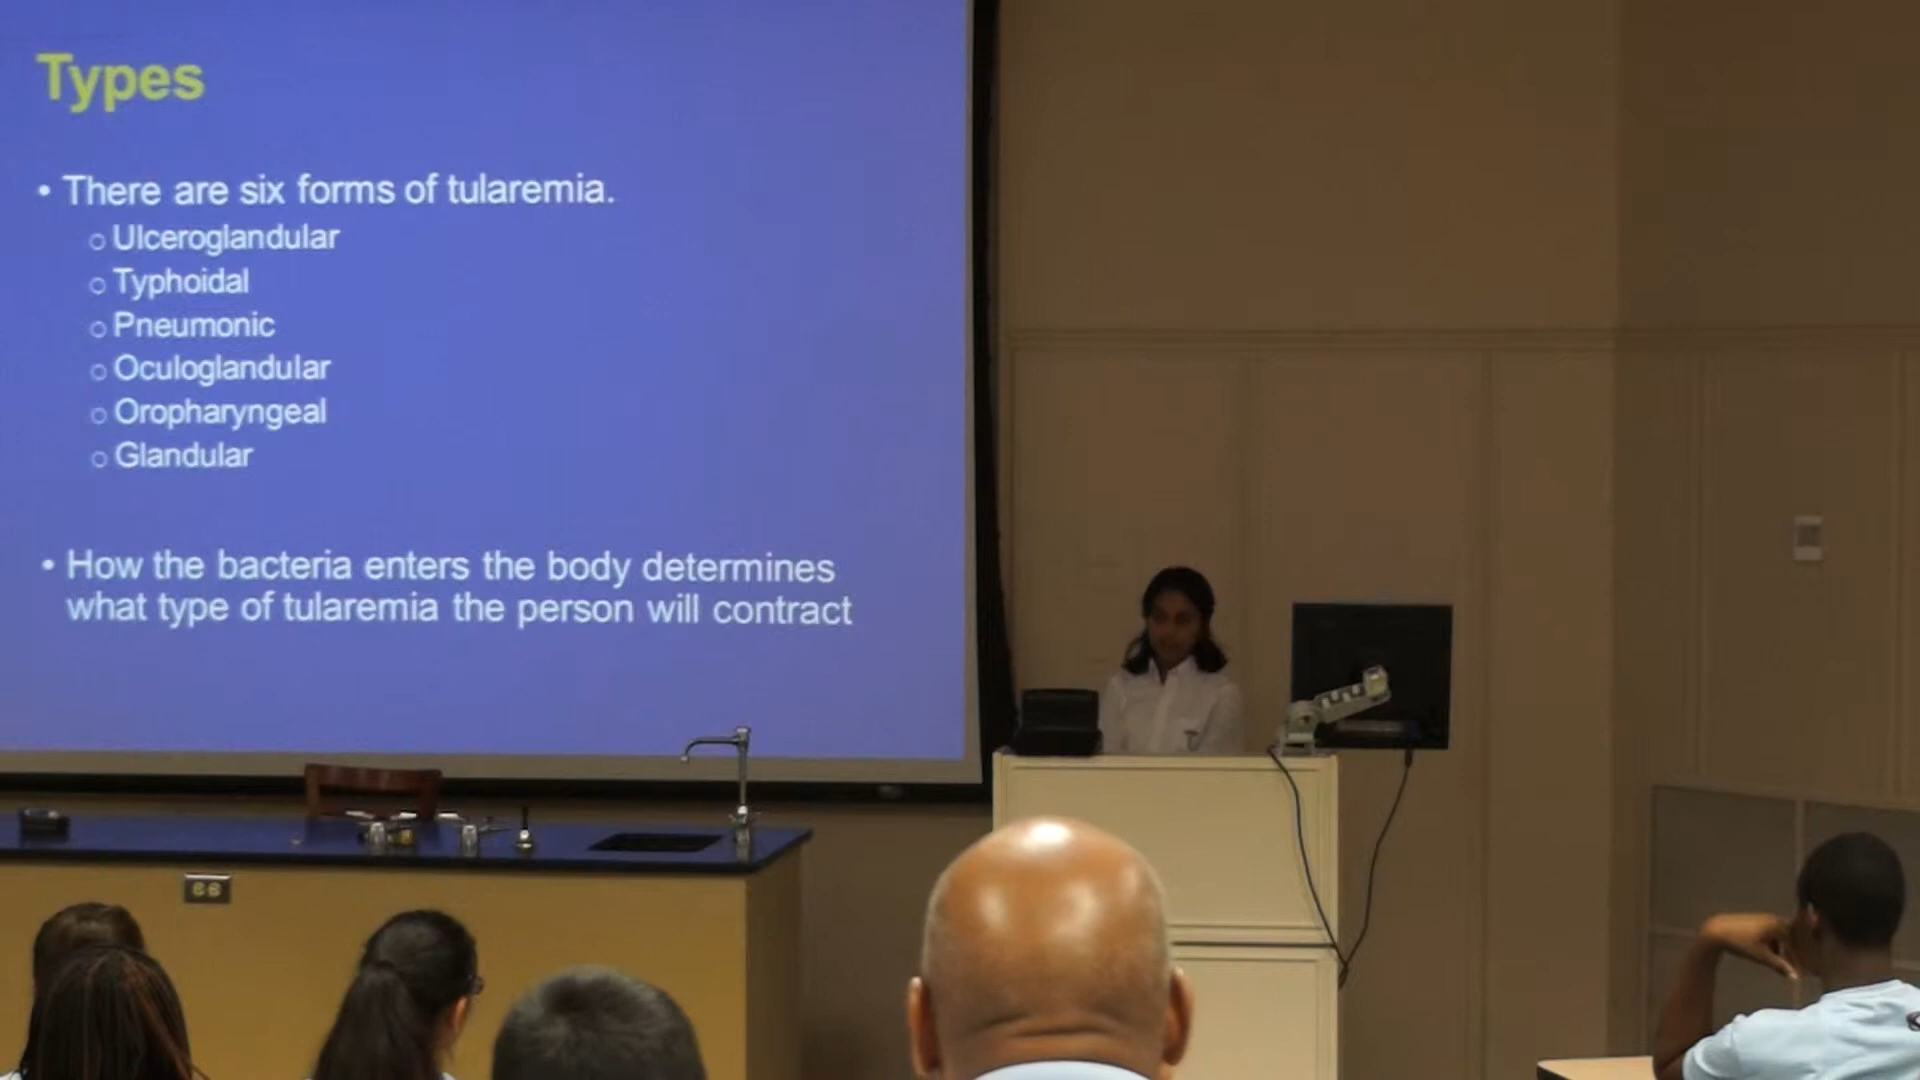 Types
• There are six forms of tularemia.
○ Ulceroglandular
○ Typhoidal
○ Pneumonic
○ Oculoglandular
○ Oropharyngeal
○ Glandular
• How the bacteria enters the body determines
what type of tularemia the person will contract